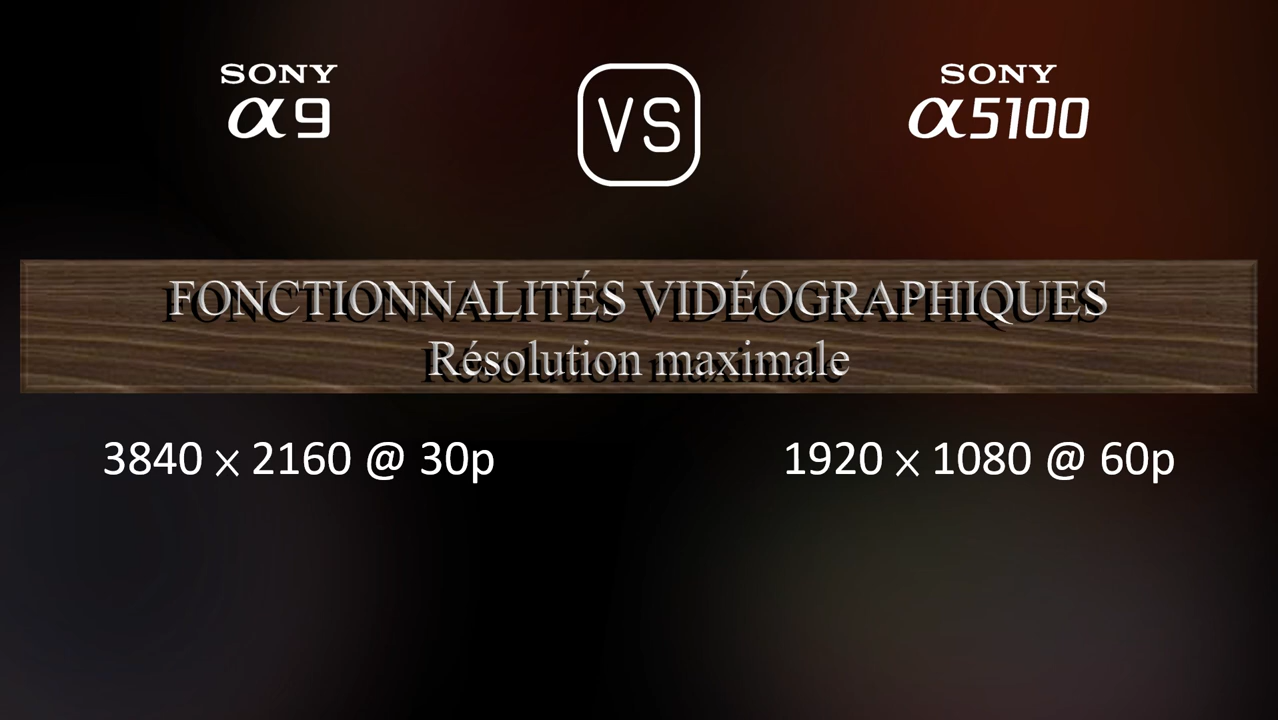 SONY
α9
VS
SONY
α5100
FONCTIONNALITÉS VIDÉOGRAPHIQUES
Résolution maximale
3840 x 2160 @ 30p
1920 x 1080 @ 60p